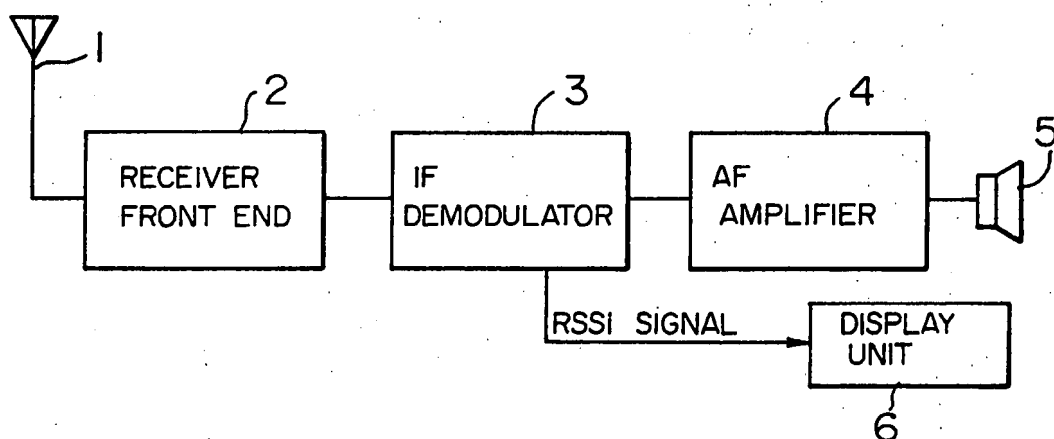 1
2
3
4
5
RECEIVER
FRONT END
IF
DEMODULATOR
AF
AMPLIFIER
RSSI SIGNAL
DISPLAY
UNIT
6